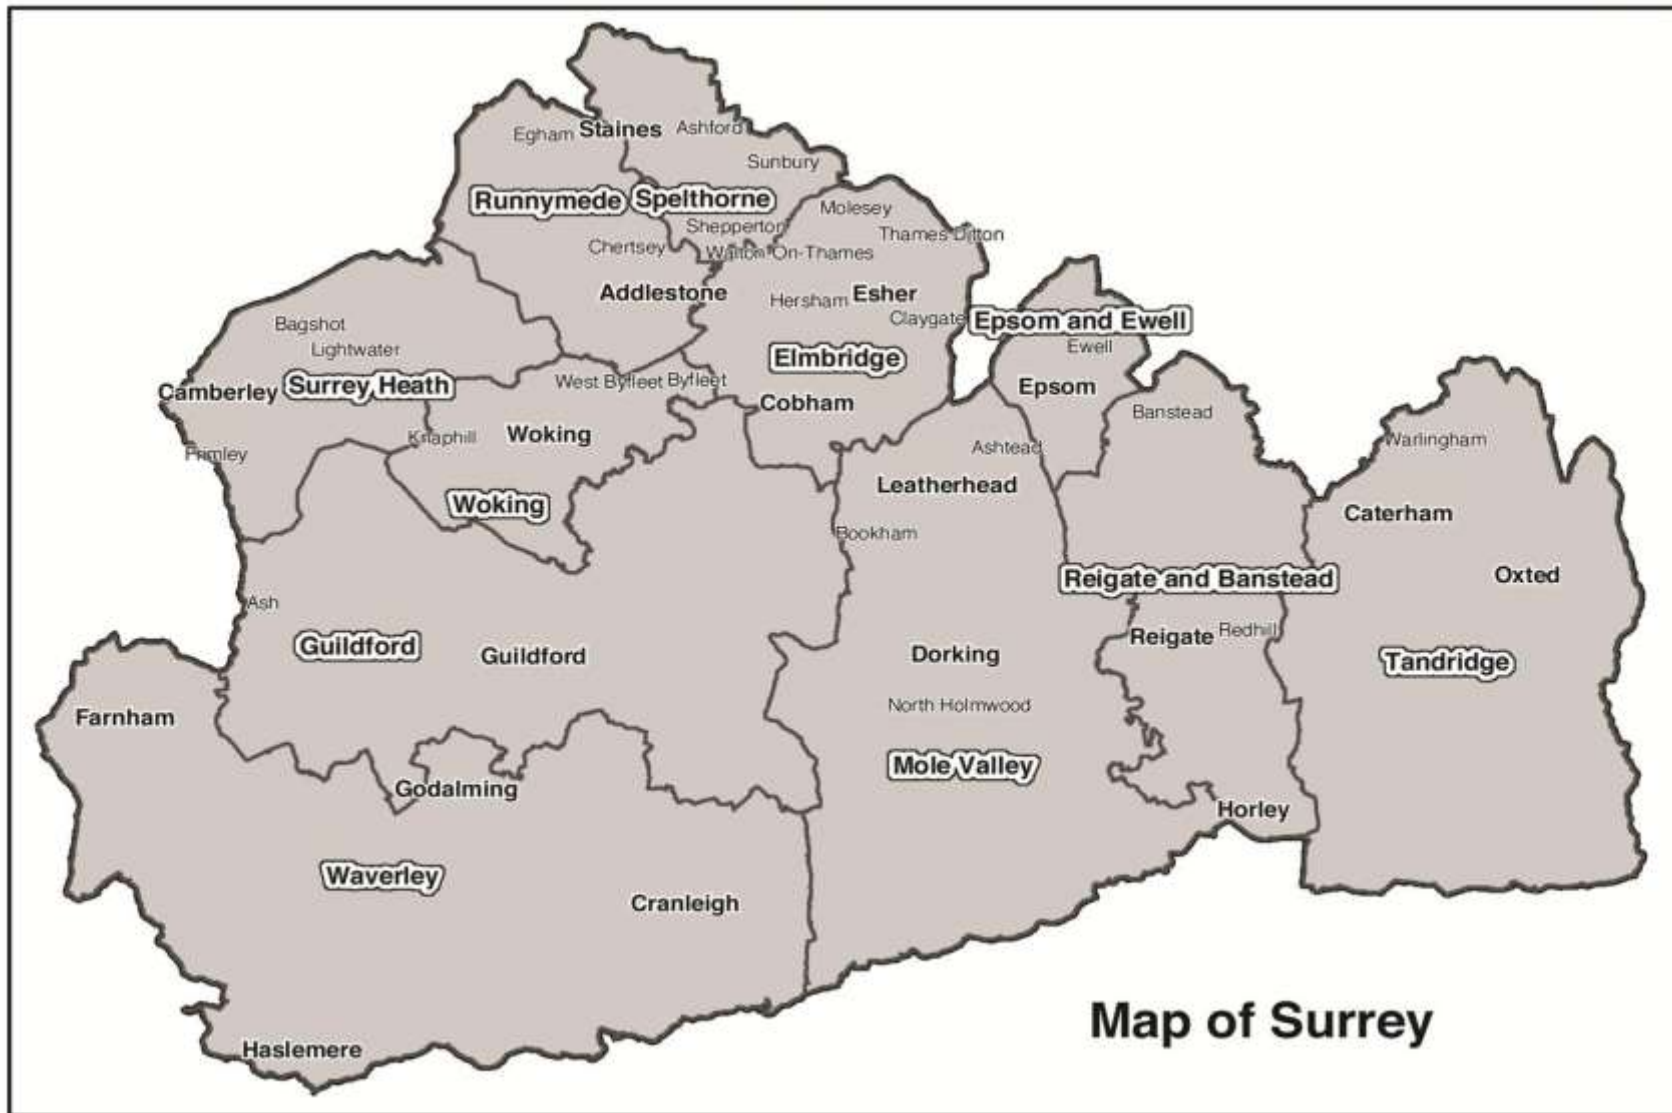 Egham
Staines
Ashford
Sunbury
Runnymede
Spelthorne
Molesey
Shepperton
Thames Ditton
Chertsey
Walton-On-Thames
Addlestone
Hersham
Esher
Claygate
Epsom and Ewell
Bagshot
Ewell
Lightwater
Elmbridge
Camberley
Surrey Heath
West Byfleet
Byfleet
Epsom
Cobham
Banstead
Knaphill
Woking
Warlingham
Ashtead
Frimley
Leatherhead
Woking
Caterham
Bookham
Oxted
Reigate and Banstead
Ash
Reigate
Redhill
Guildford
Guildford
Dorking
Tandridge
North Holmwood
Farnham
Mole Valley
Godalming
Horley
Waverley
Cranleigh
Map of Surrey
Haslemere